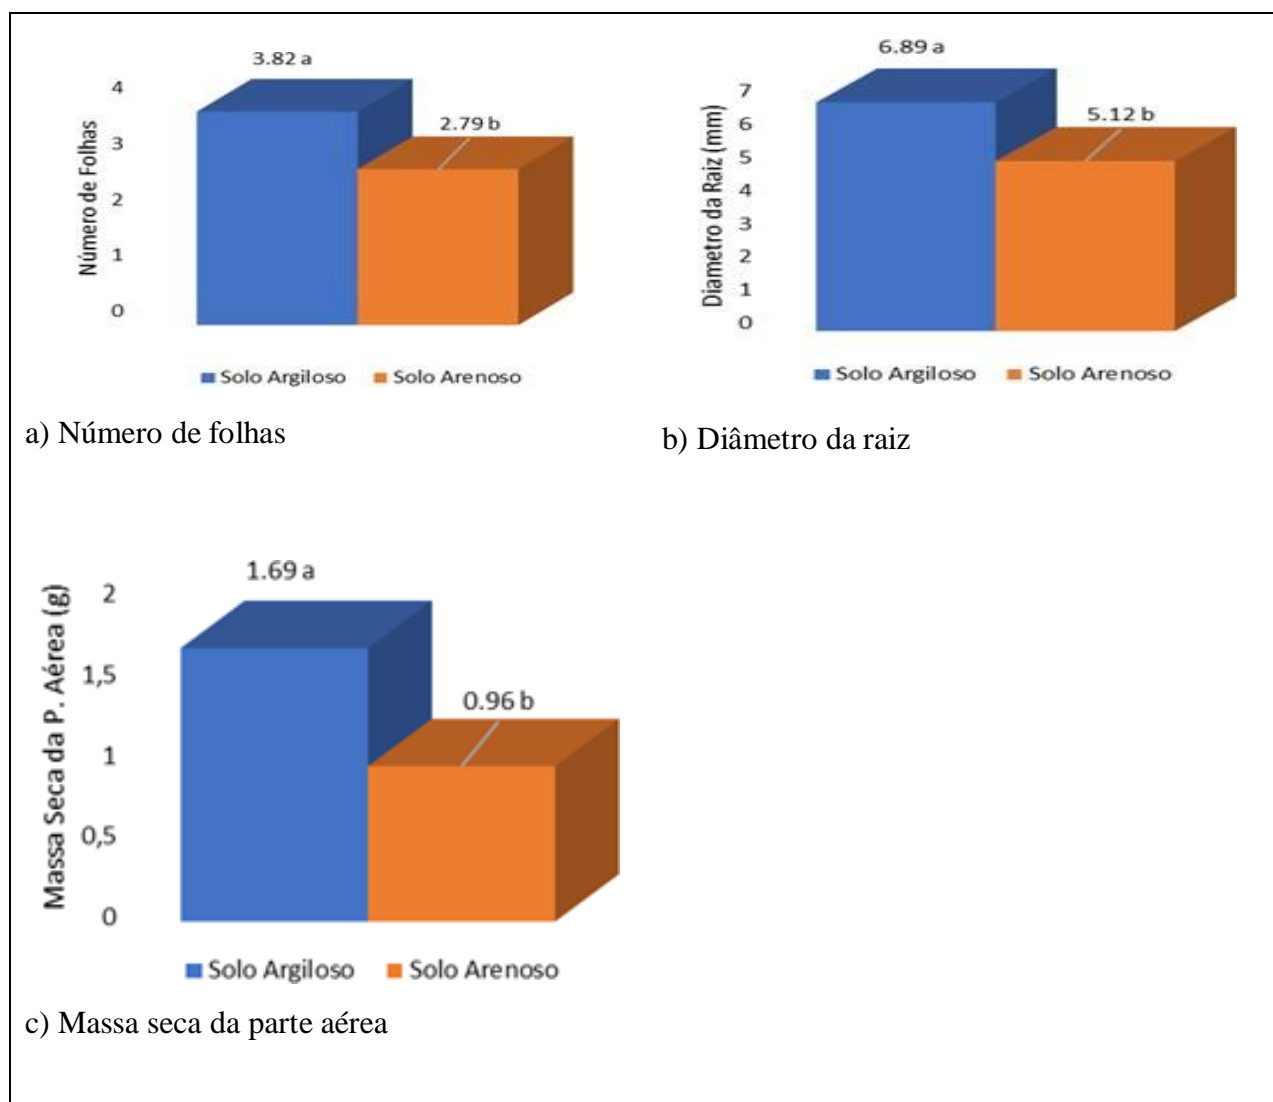 3.82 a
4
3
2
1
0
Número de Folhas
2.79 b
Solo Argiloso Solo Arenoso
a) Número de folhas
6.89 a
7
6
5
4
3
2
1
0
Diametro da Raiz (mm)
5.12 b
Solo Argiloso Solo Arenoso
b) Diâmetro da raiz
1.69 a
2
1,5
1
0,5
0
Massa Seca da P. Aérea (g)
0.96 b
Solo Argiloso Solo Arenoso
c) Massa seca da parte aérea